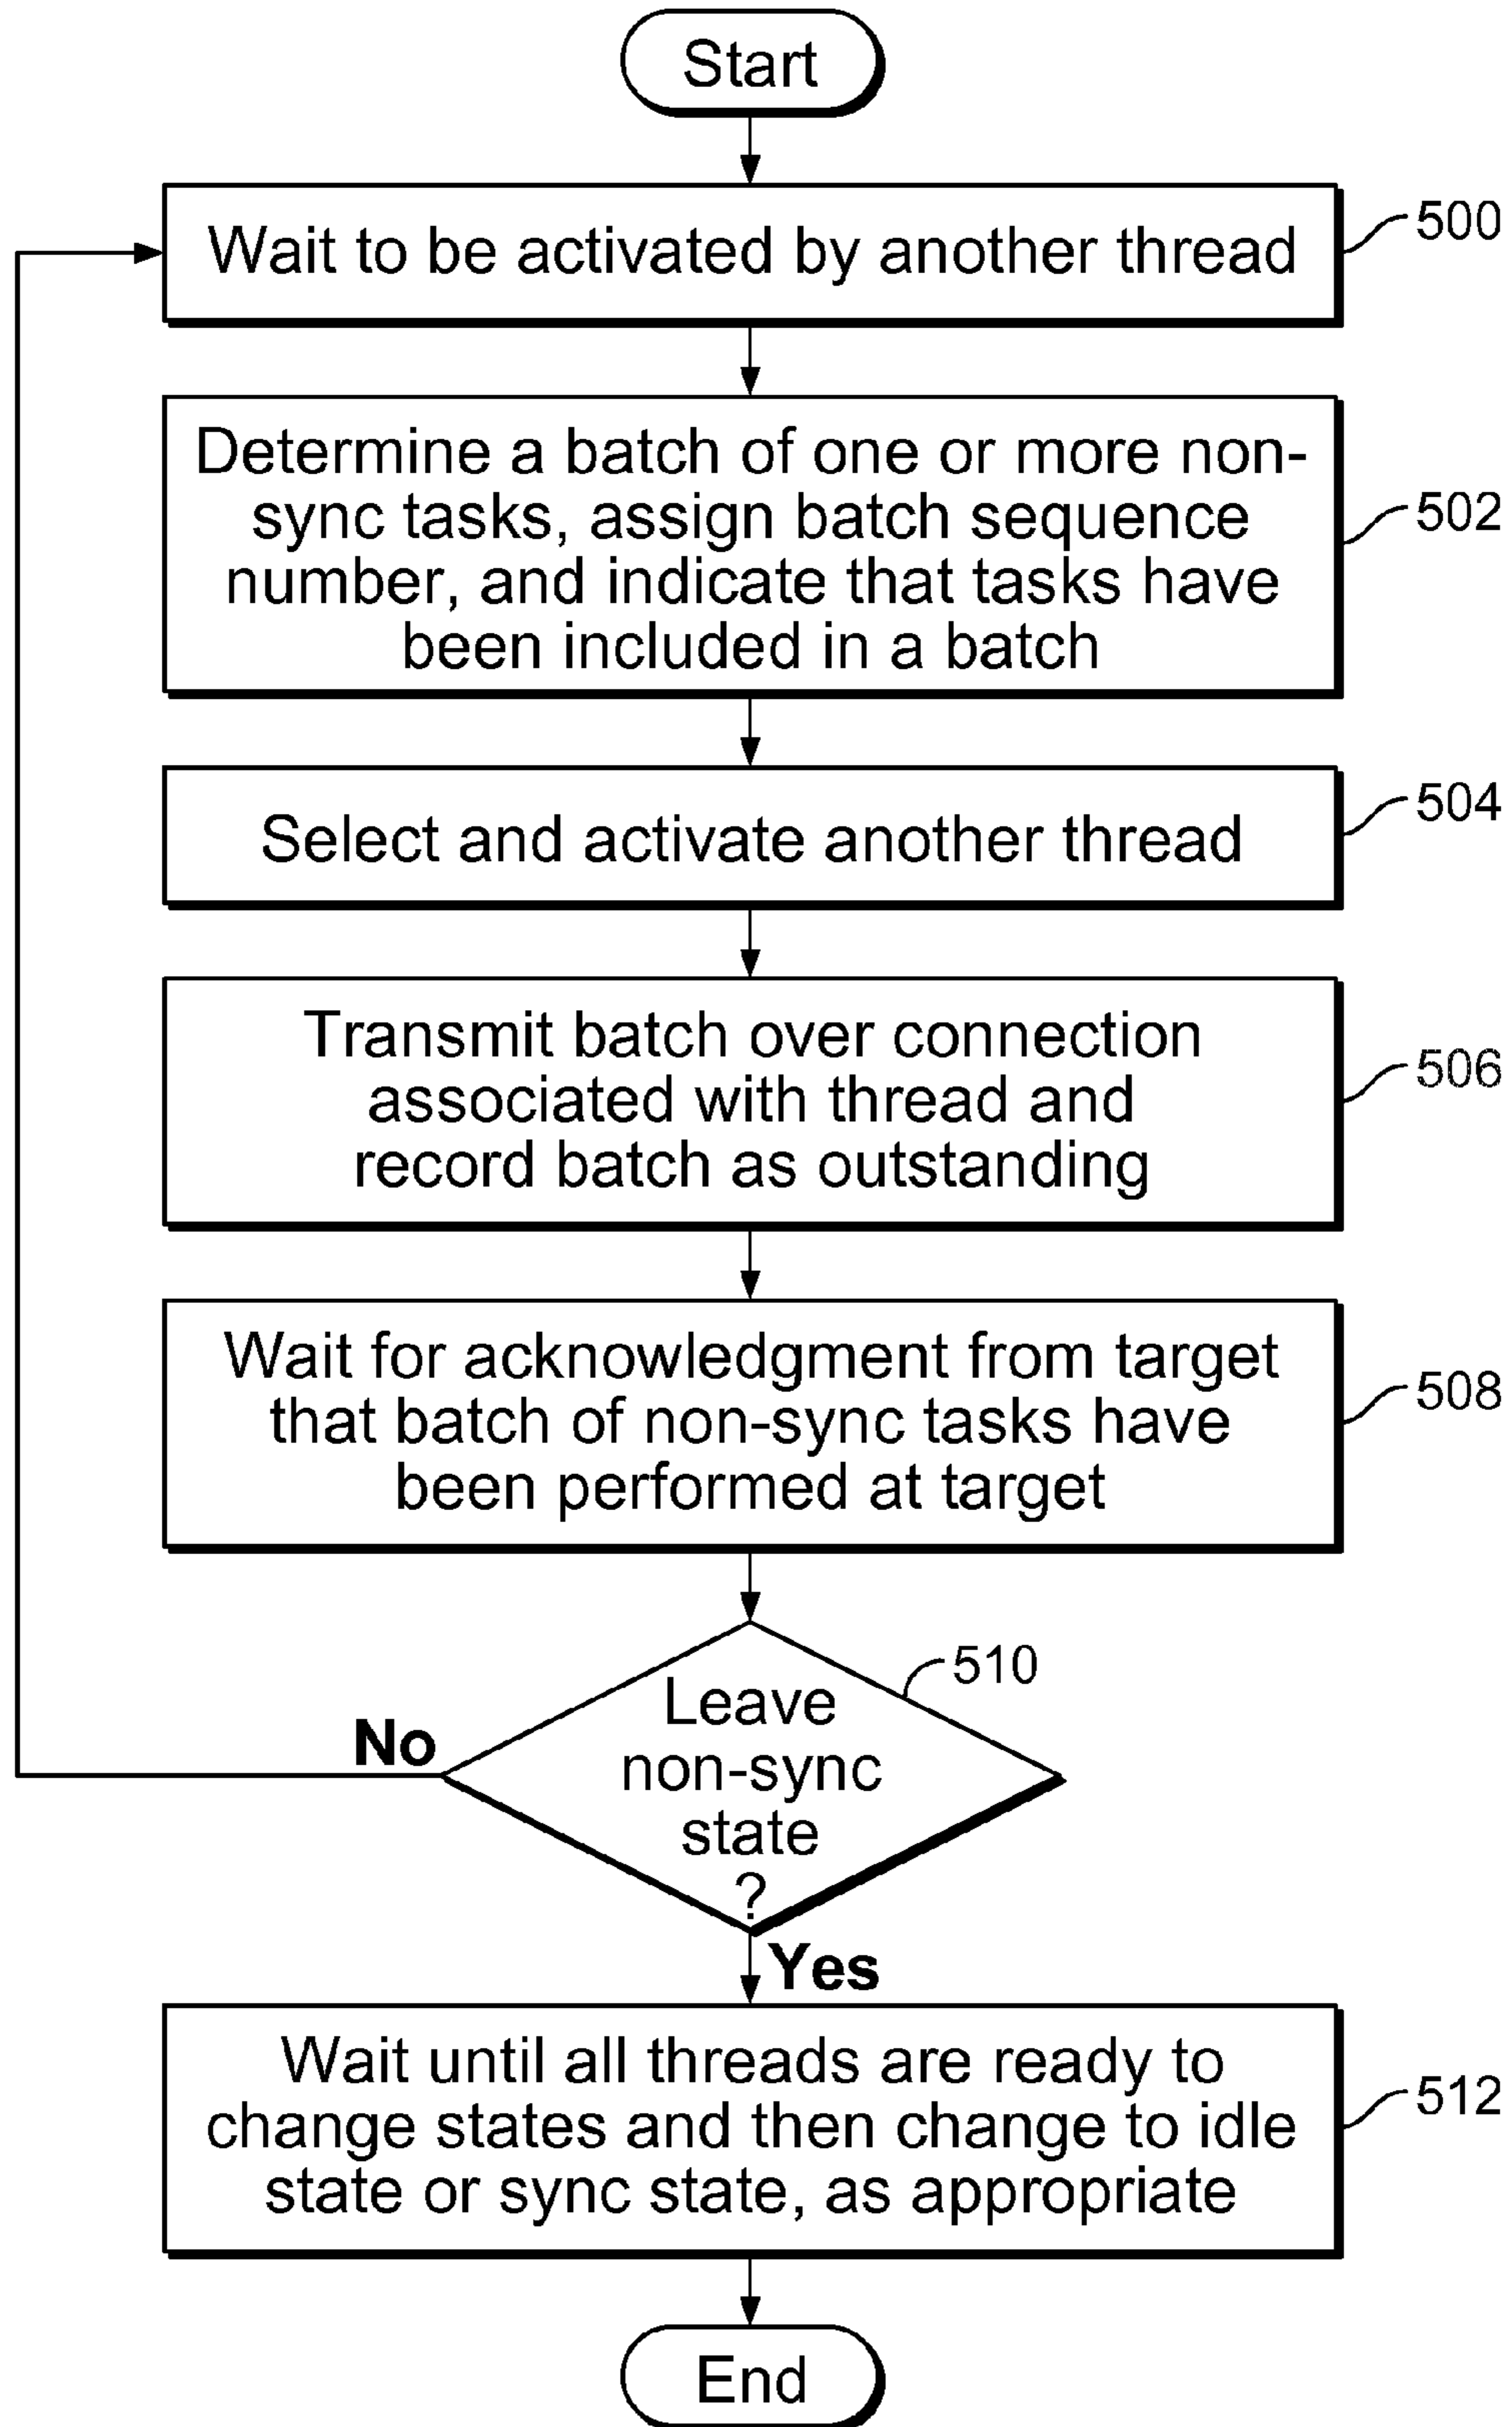 Start
Wait to be activated by another thread
500
Determine a batch of one or more non-
sync tasks, assign batch sequence
number, and indicate that tasks have
been included in a batch
502
Select and activate another thread
504
Transmit batch over connection
associated with thread and
record batch as outstanding
506
Wait for acknowledgment from target
that batch of non-sync tasks have
been performed at target
508
Leave
non-sync
state
?
510
No
Yes
Wait until all threads are ready to
change states and then change to idle
state or sync state, as appropriate
512
End